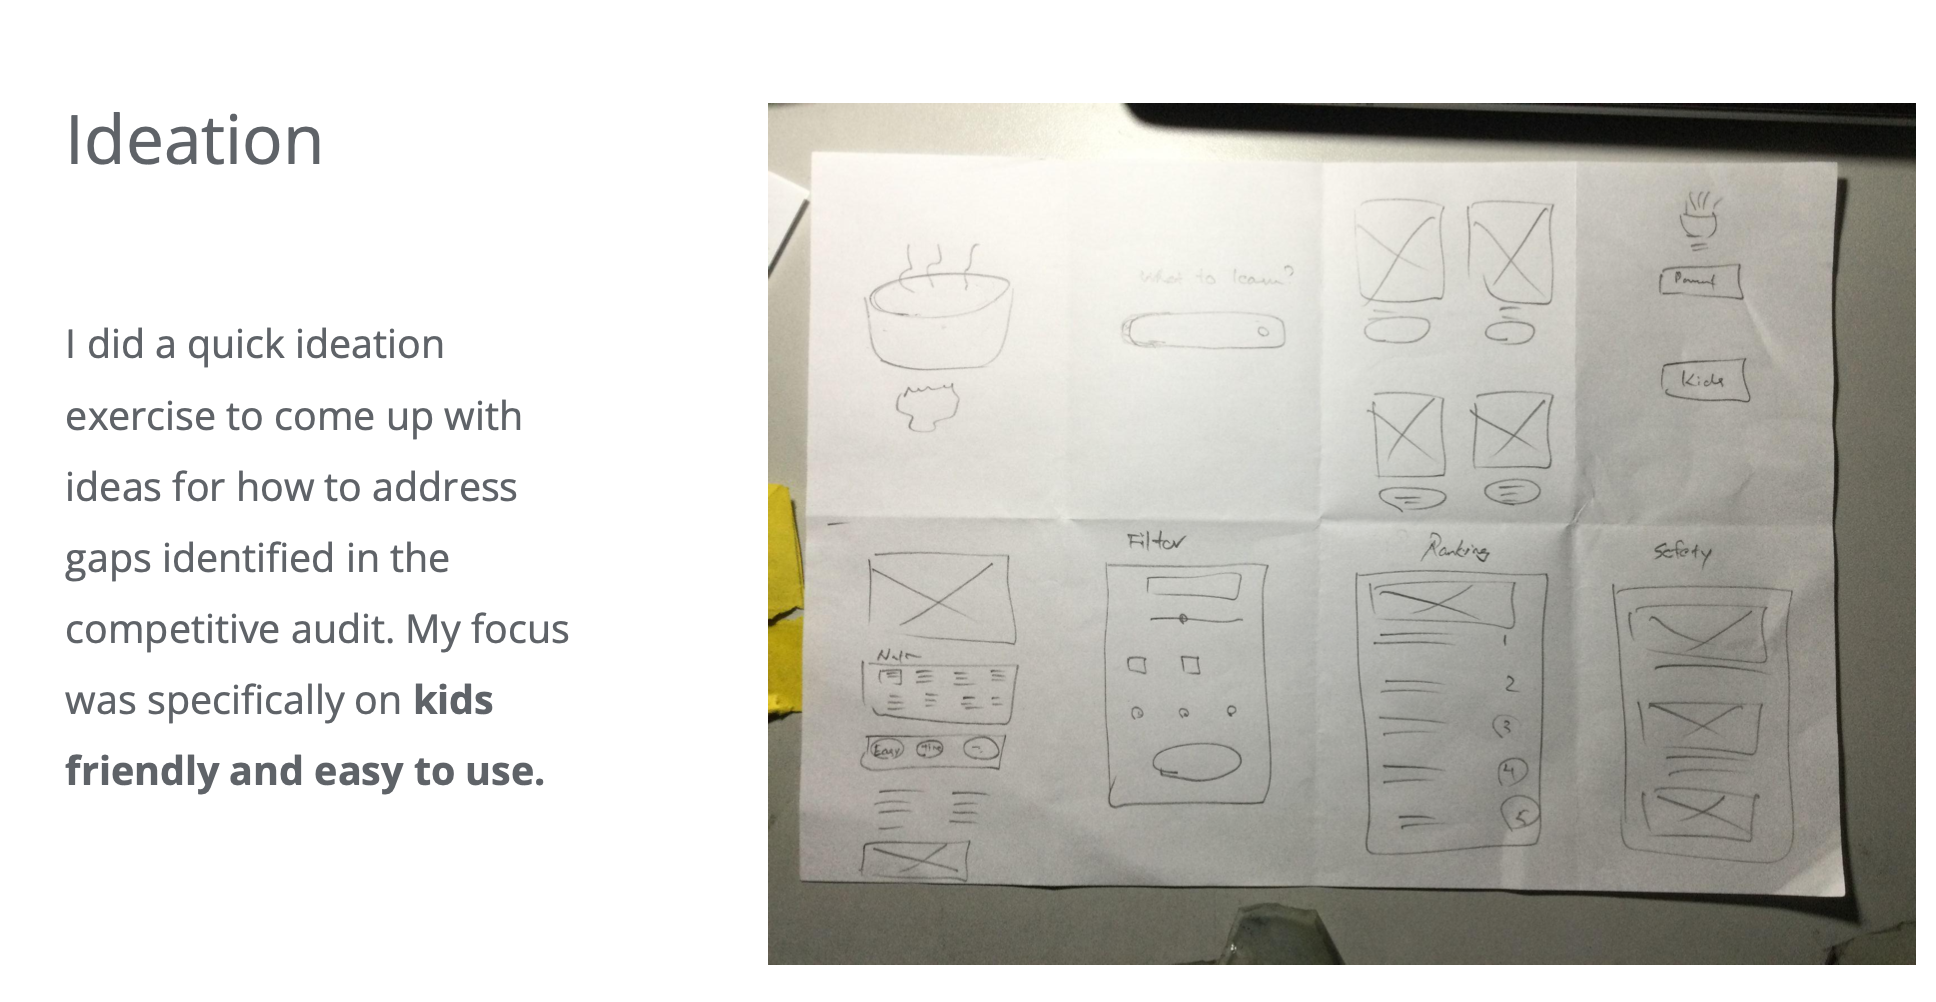 Ideation
I did a quick ideation
exercise to come up with
ideas for how to address
gaps identified in the
competitive audit. My focus
was specifically on kids
friendly and easy to use.
what to learn?
Parent
Kids
Filter
Ranking
Safety
1
2
3
4
5
Easy